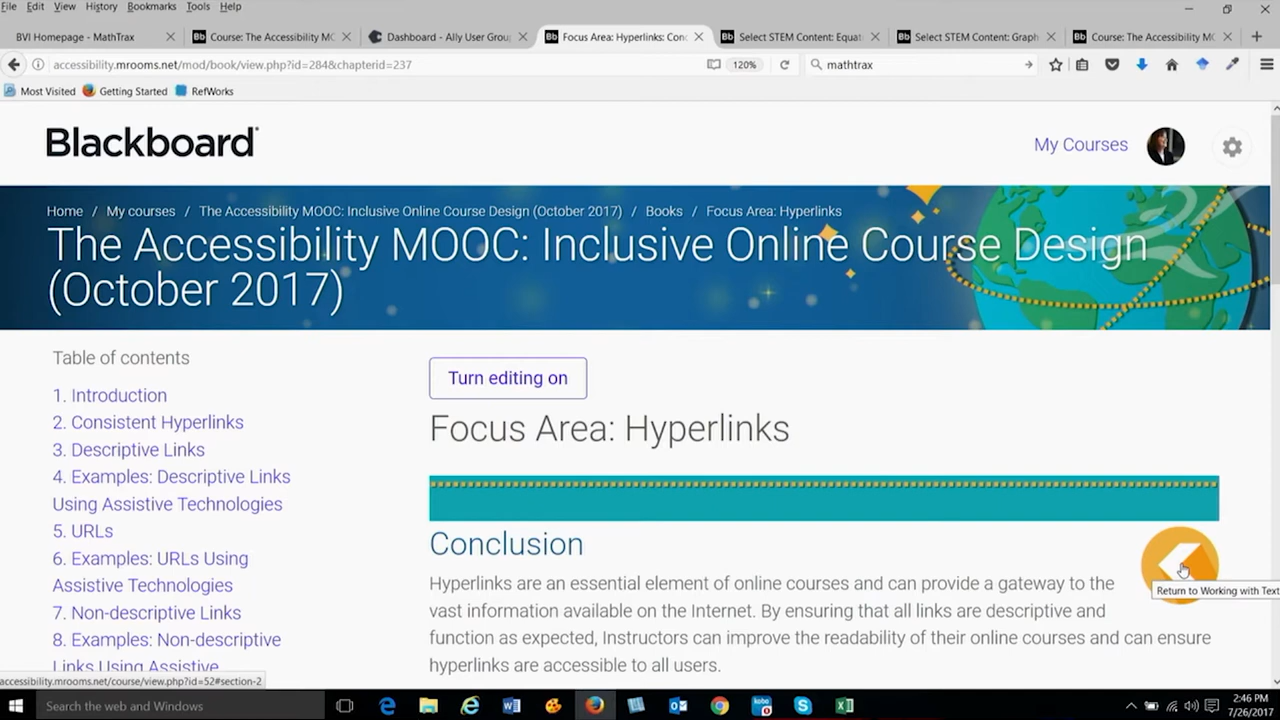 File Edit View History Bookmarks Tools Help
BVI Homepage - MathTrax
Course: The Accessibility MO
Dashboard - Ally User Grou
Focus Area: Hyperlinks: Con
Select STEM Content: Equat
Select STEM Content: Graph
Course: The Accessibility MO
accessibility.mrooms.net/mod/book/view.php?id=284&chapterid=237
120%
mathtrax
Most Visited Getting Started RefWorks
Blackboard
My Courses
Home / My courses / The Accessibility MOOC: Inclusive Online Course Design (October 2017) / Books / Focus Area: Hyperlinks
The Accessibility MOOC: Inclusive Online Course Design
(October 2017)
Table of contents
1. Introduction
2. Consistent Hyperlinks
3. Descriptive Links
4. Examples: Descriptive Links
Using Assistive Technologies
5. URLs
6. Examples: URLs Using
Assistive Technologies
7. Non-descriptive Links
8. Examples: Non-descriptive
Links Using Assistive
Turn editing on
Focus Area: Hyperlinks
Conclusion
Hyperlinks are an essential element of online courses and can provide a gateway to the
vast information available on the Internet. By ensuring that all links are descriptive and
function as expected, Instructors can improve the readability of their online courses and can ensure
hyperlinks are accessible to all users.
Return to Working with Text
accessibility.mrooms.net/course/view.php?id=52#section-2
Search the web and Windows
2:46 PM
7/26/2017